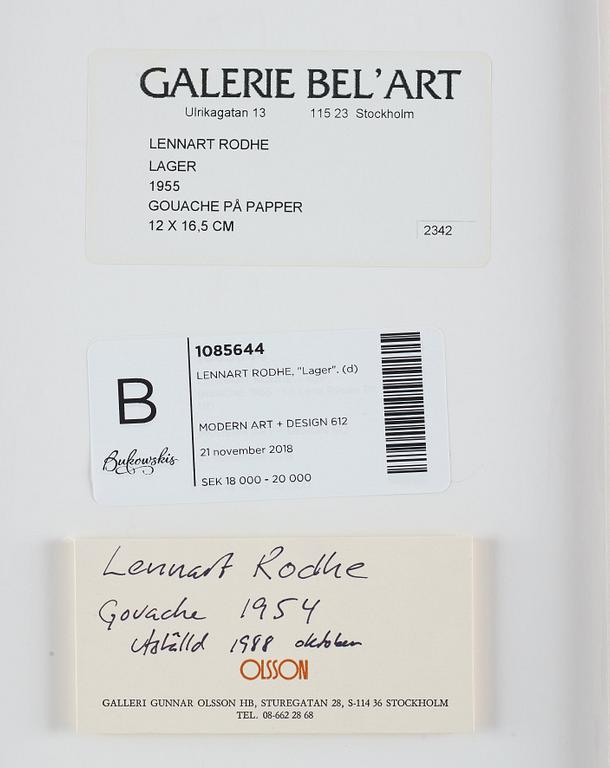 GALERIE BEL'ART
Ulrikagatan 13 115 23 Stockholm
LENNART RODHE
LAGER
1955
GOUACHE PÅ PAPPER
12 X 16,5 CM
2342
B
Bukowskis
1085644
LENNART RODHE, "Lager". (d)
MODERN ART + DESIGN 612
21 november 2018
SEK 18 000 - 20 000
Lennart Rodhe
Gouache 1954
Utställd 1988 oktober
OLSSON
GALLERI GUNNAR OLSSON HB, STUREGATAN 28, S-114 36 STOCKHOLM
TEL. 08-662 28 68